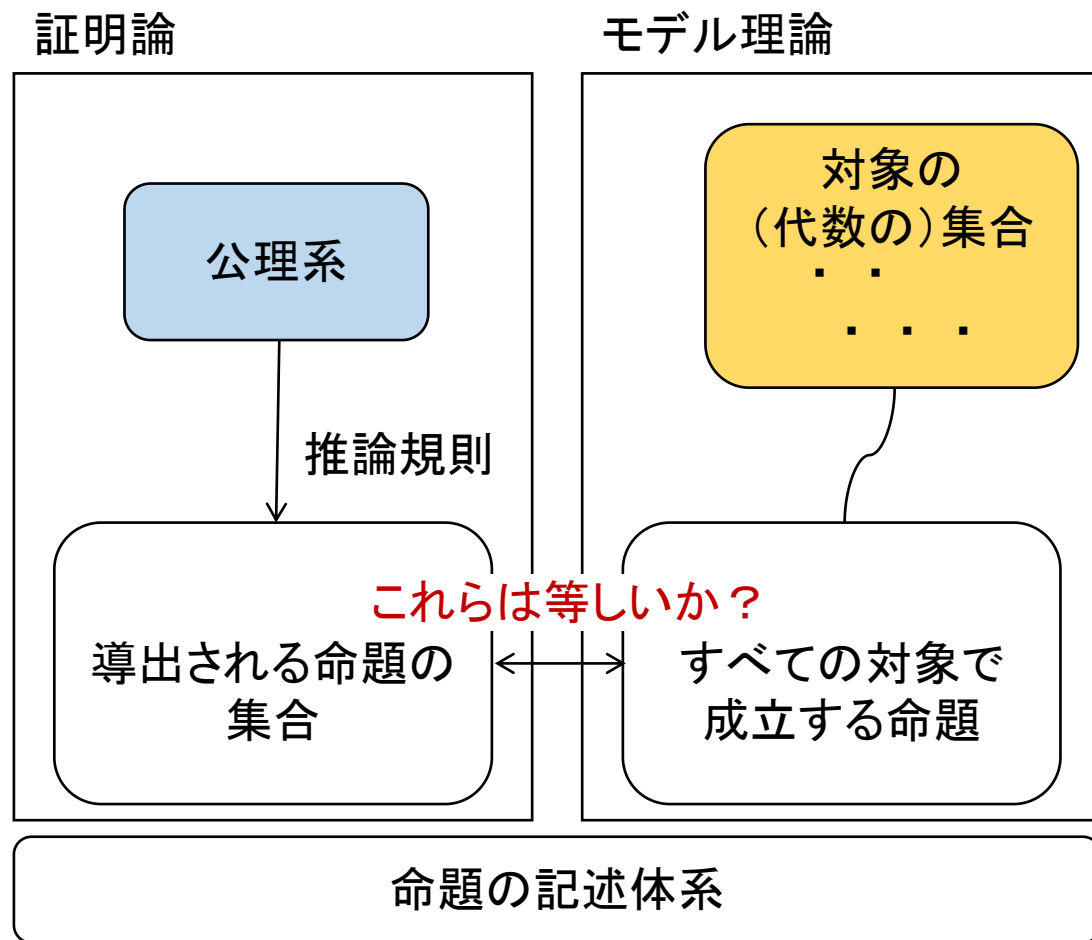 証明論
モデル理論
公理系
対象の
（代数の）集合
推論規則
これらは等しいか？
導出される命題の
集合
すべての対象で
成立する命題
命題の記述体系